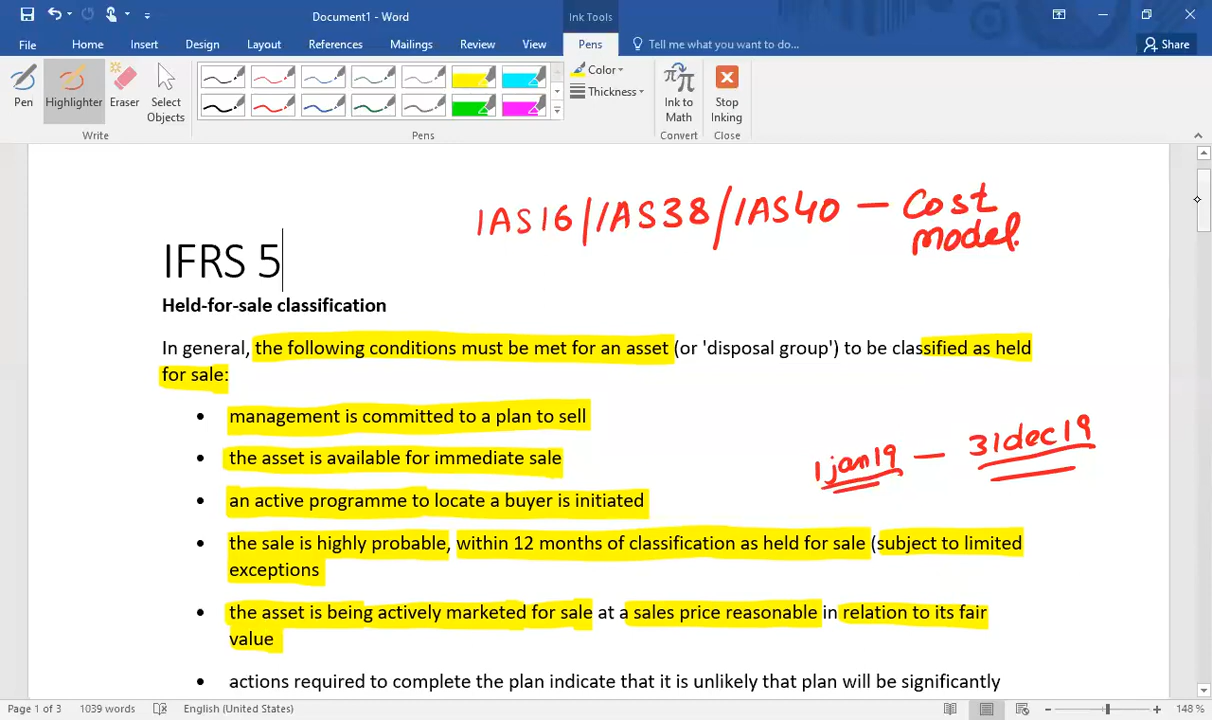 Document1 - Word
Ink Tools
File Home Insert Design Layout References Mailings Review View Pens Tell me what you want to do... Share
Pen Highlighter Eraser Select Objects
Color
Thickness
Ink to Math
Stop Inking
Write Pens Convert Close
IAS16/IAS38/IAS40 – Cost
model.
IFRS 5
Held-for-sale classification
In general, the following conditions must be met for an asset (or 'disposal group') to be classified as held
for sale:
• management is committed to a plan to sell
• the asset is available for immediate sale
1jan19 – 31dec19
• an active programme to locate a buyer is initiated
• the sale is highly probable, within 12 months of classification as held for sale (subject to limited
exceptions
• the asset is being actively marketed for sale at a sales price reasonable in relation to its fair
value
• actions required to complete the plan indicate that it is unlikely that plan will be significantly
Page 1 of 3 1039 words English (United States) 148 %